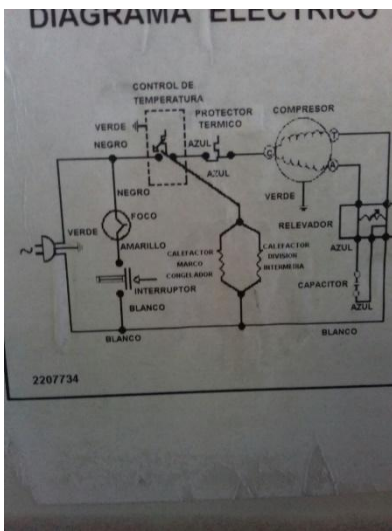 DIAGRAMA ELECTRICO
CONTROL DE
TEMPERATURA
PROTECTOR
TERMICO
COMPRESOR
VERDE
NEGRO
AZUL
AZUL
C
T
A
NEGRO
VERDE
RELEVADOR
FOCO
VERDE
AMARILLO
CALEFACTOR
MARCO
CONGELADOR
CALEFACTOR
DIVISION
INTERMEDIA
AZUL
INTERRUPTOR
CAPACITOR
BLANCO
AZUL
BLANCO
BLANCO
2207734